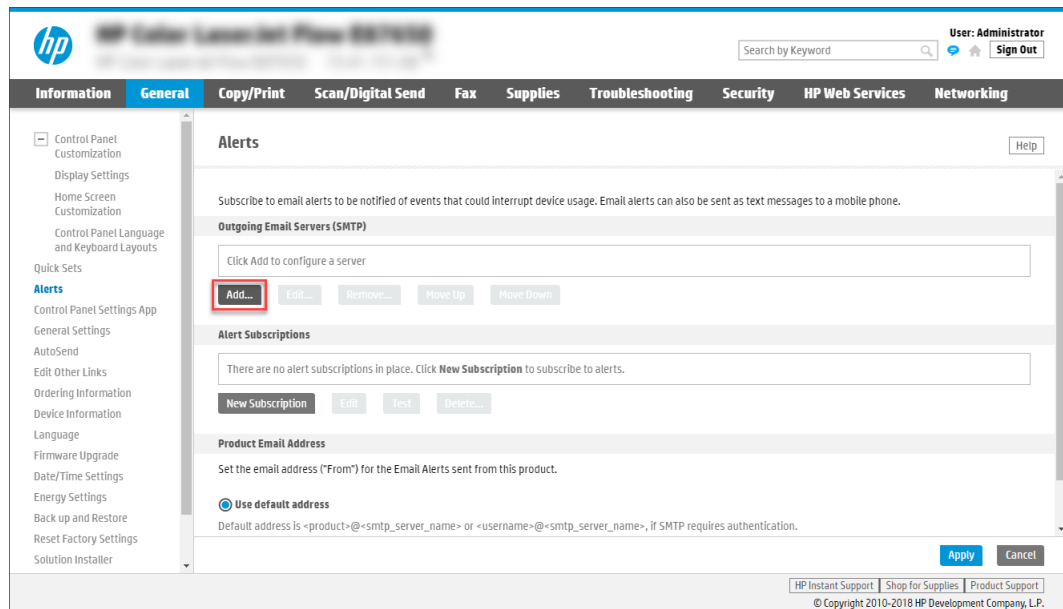 hp
HP Color LaserJet Flow E87650
User: Administrator
Search by Keyword
Sign Out
Information General Copy/Print Scan/Digital Send Fax Supplies Troubleshooting Security HP Web Services Networking
Control Panel
Customization
Display Settings
Home Screen
Customization
Control Panel Language
and Keyboard Layouts
Quick Sets
Alerts
Control Panel Settings App
General Settings
AutoSend
Edit Other Links
Ordering Information
Device Information
Language
Firmware Upgrade
Date/Time Settings
Energy Settings
Back up and Restore
Reset Factory Settings
Solution Installer
Alerts
Help
Subscribe to email alerts to be notified of events that could interrupt device usage. Email alerts can also be sent as text messages to a mobile phone.
Outgoing Email Servers (SMTP)
Click Add to configure a server
Add... Edit... Remove... Move Up Move Down
Alert Subscriptions
There are no alert subscriptions in place. Click New Subscription to subscribe to alerts.
New Subscription Edit Test Delete...
Product Email Address
Set the email address ("From") for the Email Alerts sent from this product.
Use default address
Default address is <product>@<smtp_server_name> or <username>@<smtp_server_name>, if SMTP requires authentication.
Apply Cancel
HP Instant Support Shop for Supplies Product Support
© Copyright 2010-2018 HP Development Company, L.P.